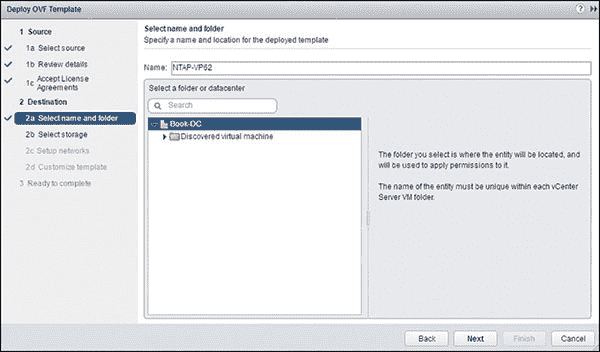 Deploy OVF Template
?
1 Source
1a Select source
1b Review details
1c Accept License
Agreements
2 Destination
2a Select name and folder
2b Select storage
2c Setup networks
2d Customize template
3 Ready to complete
Select name and folder
Specify a name and location for the deployed template
Name: NTAP-VP62
Select a folder or datacenter
Search
Book-DC
Discovered virtual machine
The folder you select is where the entity will be located, and
will be used to apply permissions to it.
The name of the entity must be unique within each vCenter
Server VM folder.
Back Next Finish Cancel